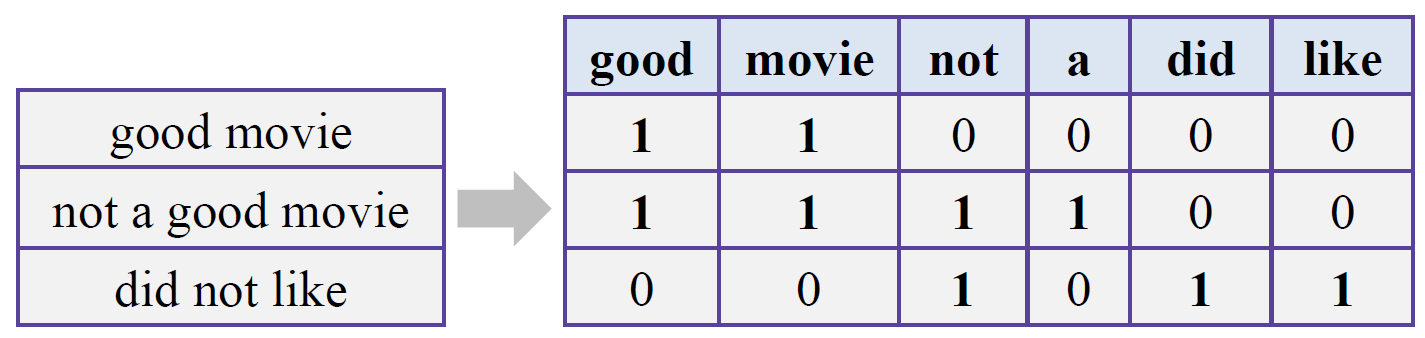 good movie
not a good movie
did not like
good movie not a did like
1 1 0 0 0 0
1 1 1 1 0 0
0 0 1 0 1 1